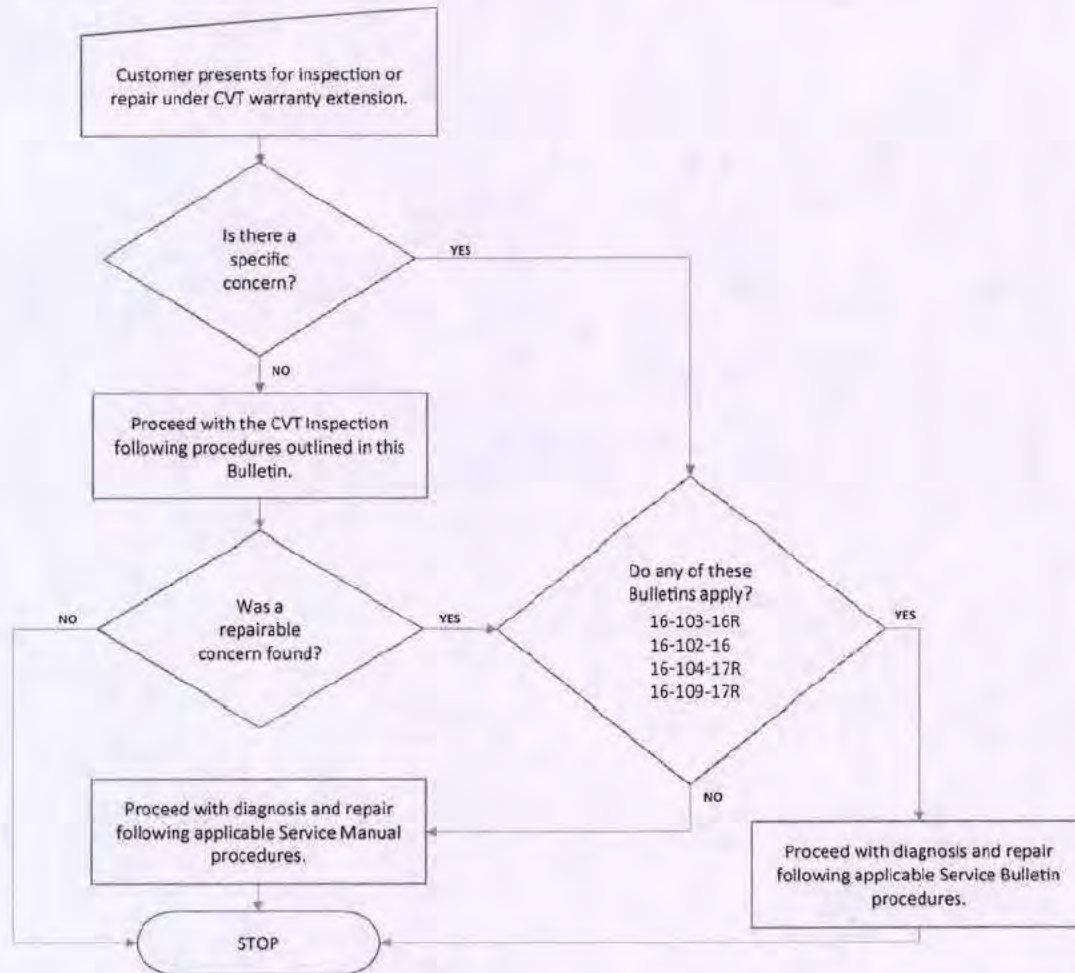 Customer presents for inspection or
repair under CVT warranty extension.
Is there a
specific
concern?
YES
NO
Proceed with the CVT Inspection
following procedures outlined in this
Bulletin.
Was a
repairable
concern found?
NO
YES
Do any of these
Bulletins apply?
16-103-16R
16-102-16
16-104-17R
16-109-17R
YES
NO
Proceed with diagnosis and repair
following applicable Service Manual
procedures.
Proceed with diagnosis and repair
following applicable Service Bulletin
procedures.
STOP